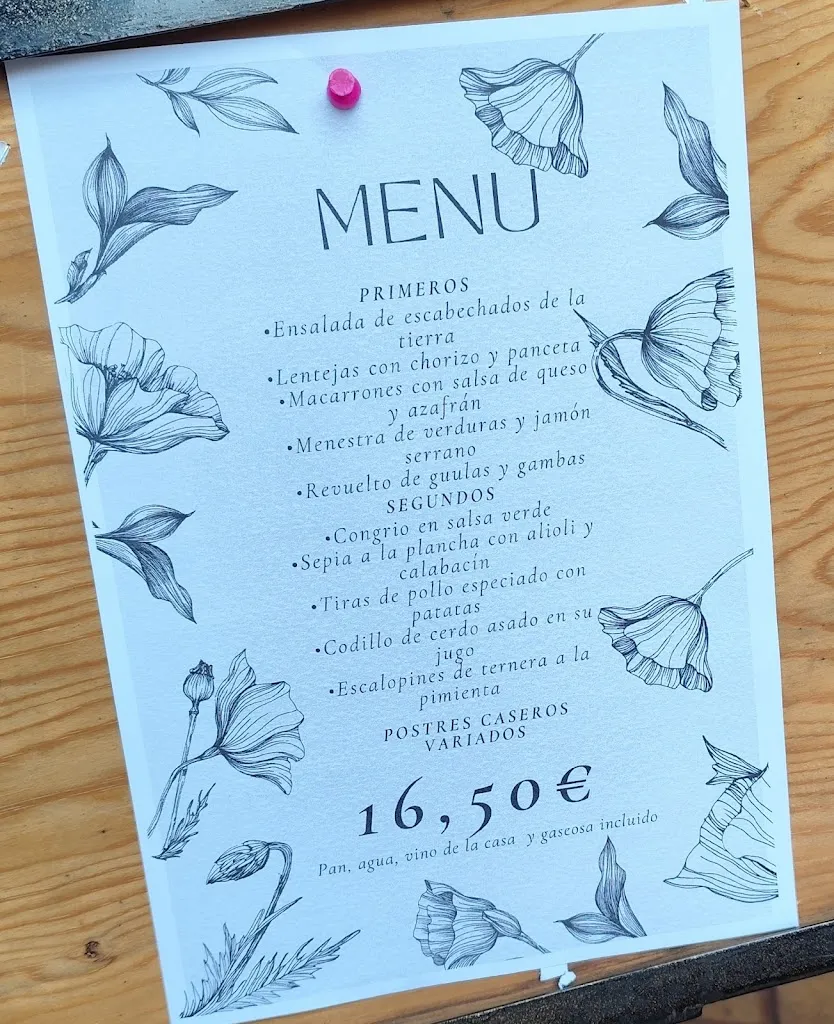 MENU
PRIMEROS
•Ensalada de escabechados de la
tierra
•Lentejas con chorizo y panceta
•Macarrones con salsa de queso
y azafrán
•Menestra de verduras y jamón
serrano
•Revuelto de guulas y gambas
SEGUNDOS
•Congrio en salsa verde
•Sepia a la plancha con alioli y
calabacín
•Tiras de pollo especiado con
patatas
•Codillo de cerdo asado en su
jugo
•Escalopines de ternera a la
pimienta
POSTRES CASEROS
VARIADOS
16,50€
Pan, agua, vino de la casa y gaseosa incluido